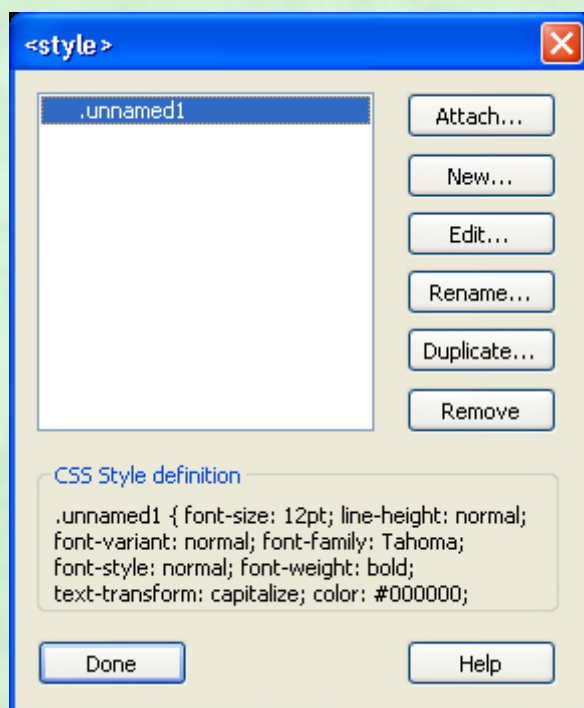 <style>
.unnamed1
Attach...
New...
Edit...
Rename...
Duplicate...
Remove
CSS Style definition
.unnamed1 { font-size: 12pt; line-height: normal;
font-variant: normal; font-family: Tahoma;
font-style: normal; font-weight: bold;
text-transform: capitalize; color: #000000;
Done
Help